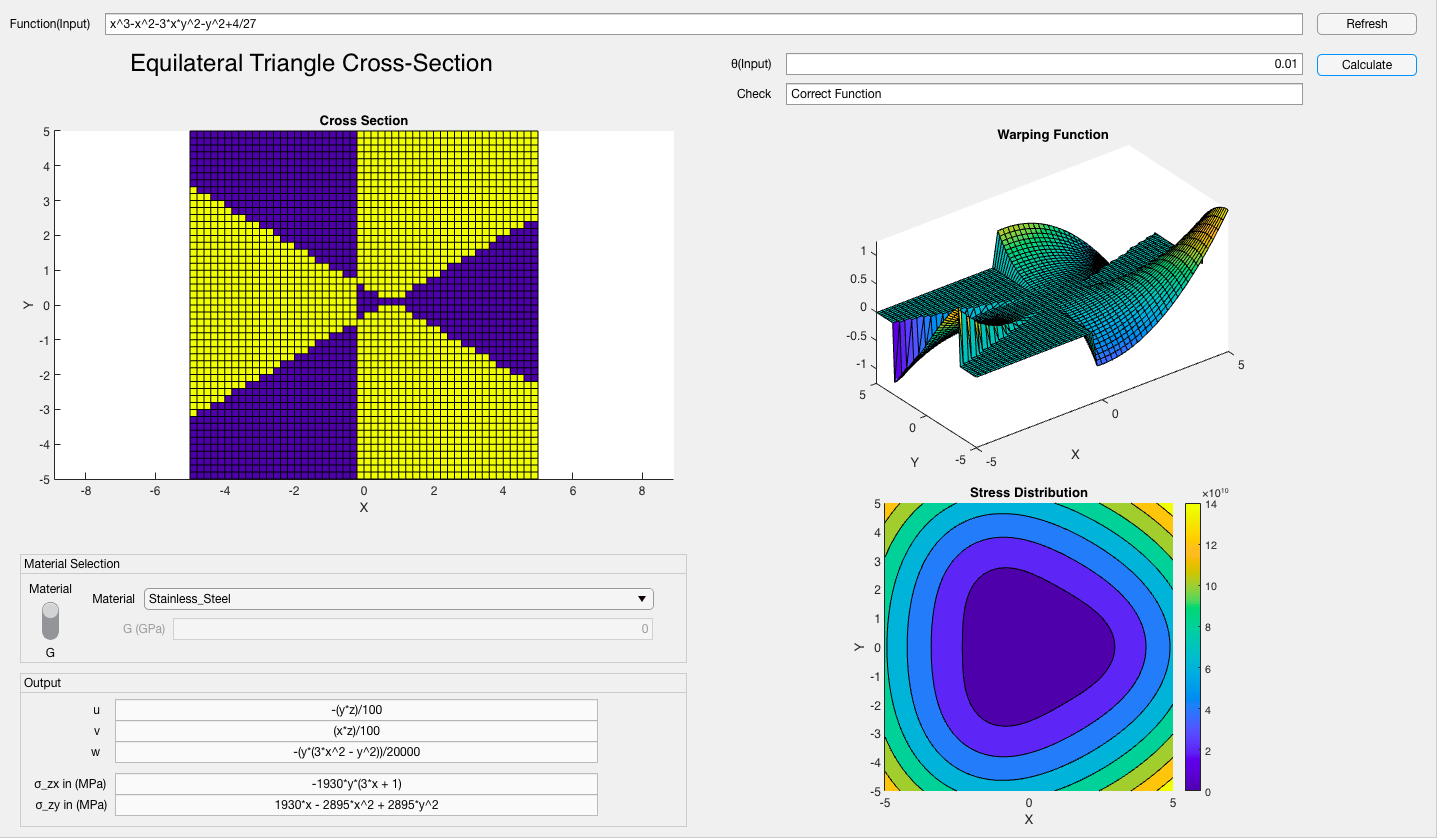 Function(Input) x^3-x^2-3*x*y^2-y^2+4/27 Refresh
Equilateral Triangle Cross-Section
θ(Input) 0.01 Calculate
Check Correct Function
Cross Section
5
4
3
2
1
0
-1
-2
-3
-4
-5
Y
-8 -6 -4 -2 0 2 4 6 8
X
Warping Function
1
0.5
0
-0.5
-1
5
0
-5
Y
-5
0
5
X
Stress Distribution
×10¹⁰
5
4
3
2
1
0
-1
-2
-3
-4
-5
Y
-5 0 5
X
14
12
10
8
6
4
2
0
Material Selection
Material
G
Material Stainless_Steel
G (GPa) 0
Output
u -(y*z)/100
v (x*z)/100
w -(y*(3*x^2 - y^2))/20000
σ_zx in (MPa) -1930*y*(3*x + 1)
σ_zy in (MPa) 1930*x - 2895*x^2 + 2895*y^2